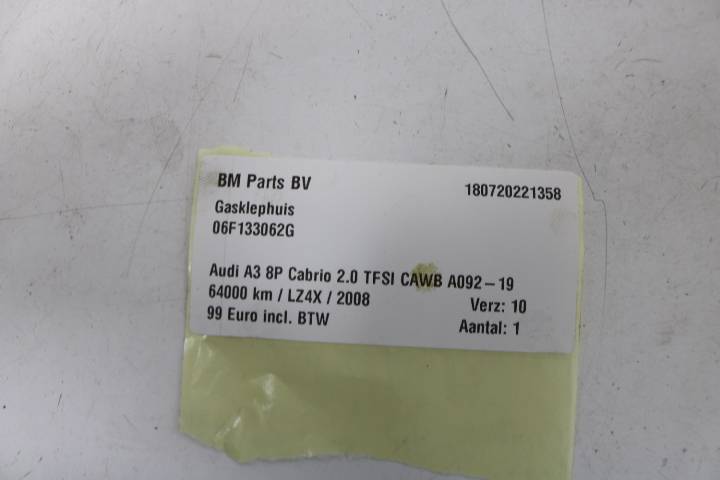 BM Parts BV 180720221358
Gasklephuis
06F133062G
Audi A3 8P Cabrio 2.0 TFSI CAWB A092-19
64000 km / LZ4X / 2008 Verz: 10
99 Euro incl. BTW Aantal: 1